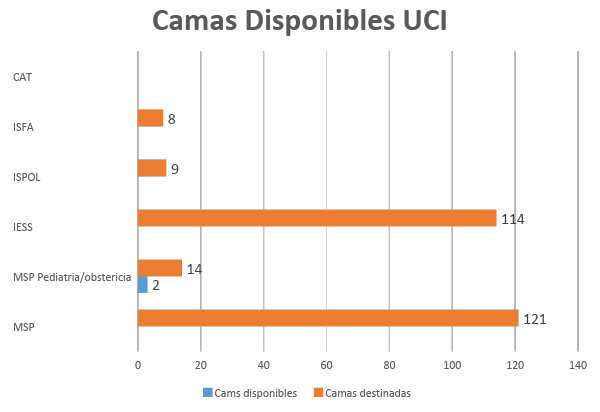 Camas Disponibles UCI
CAT
ISFA
8
ISPOL
9
IESS
114
MSP Pediatria/obstericia
14
2
MSP
121
0 20 40 60 80 100 120 140
Cams disponibles Camas destinadas